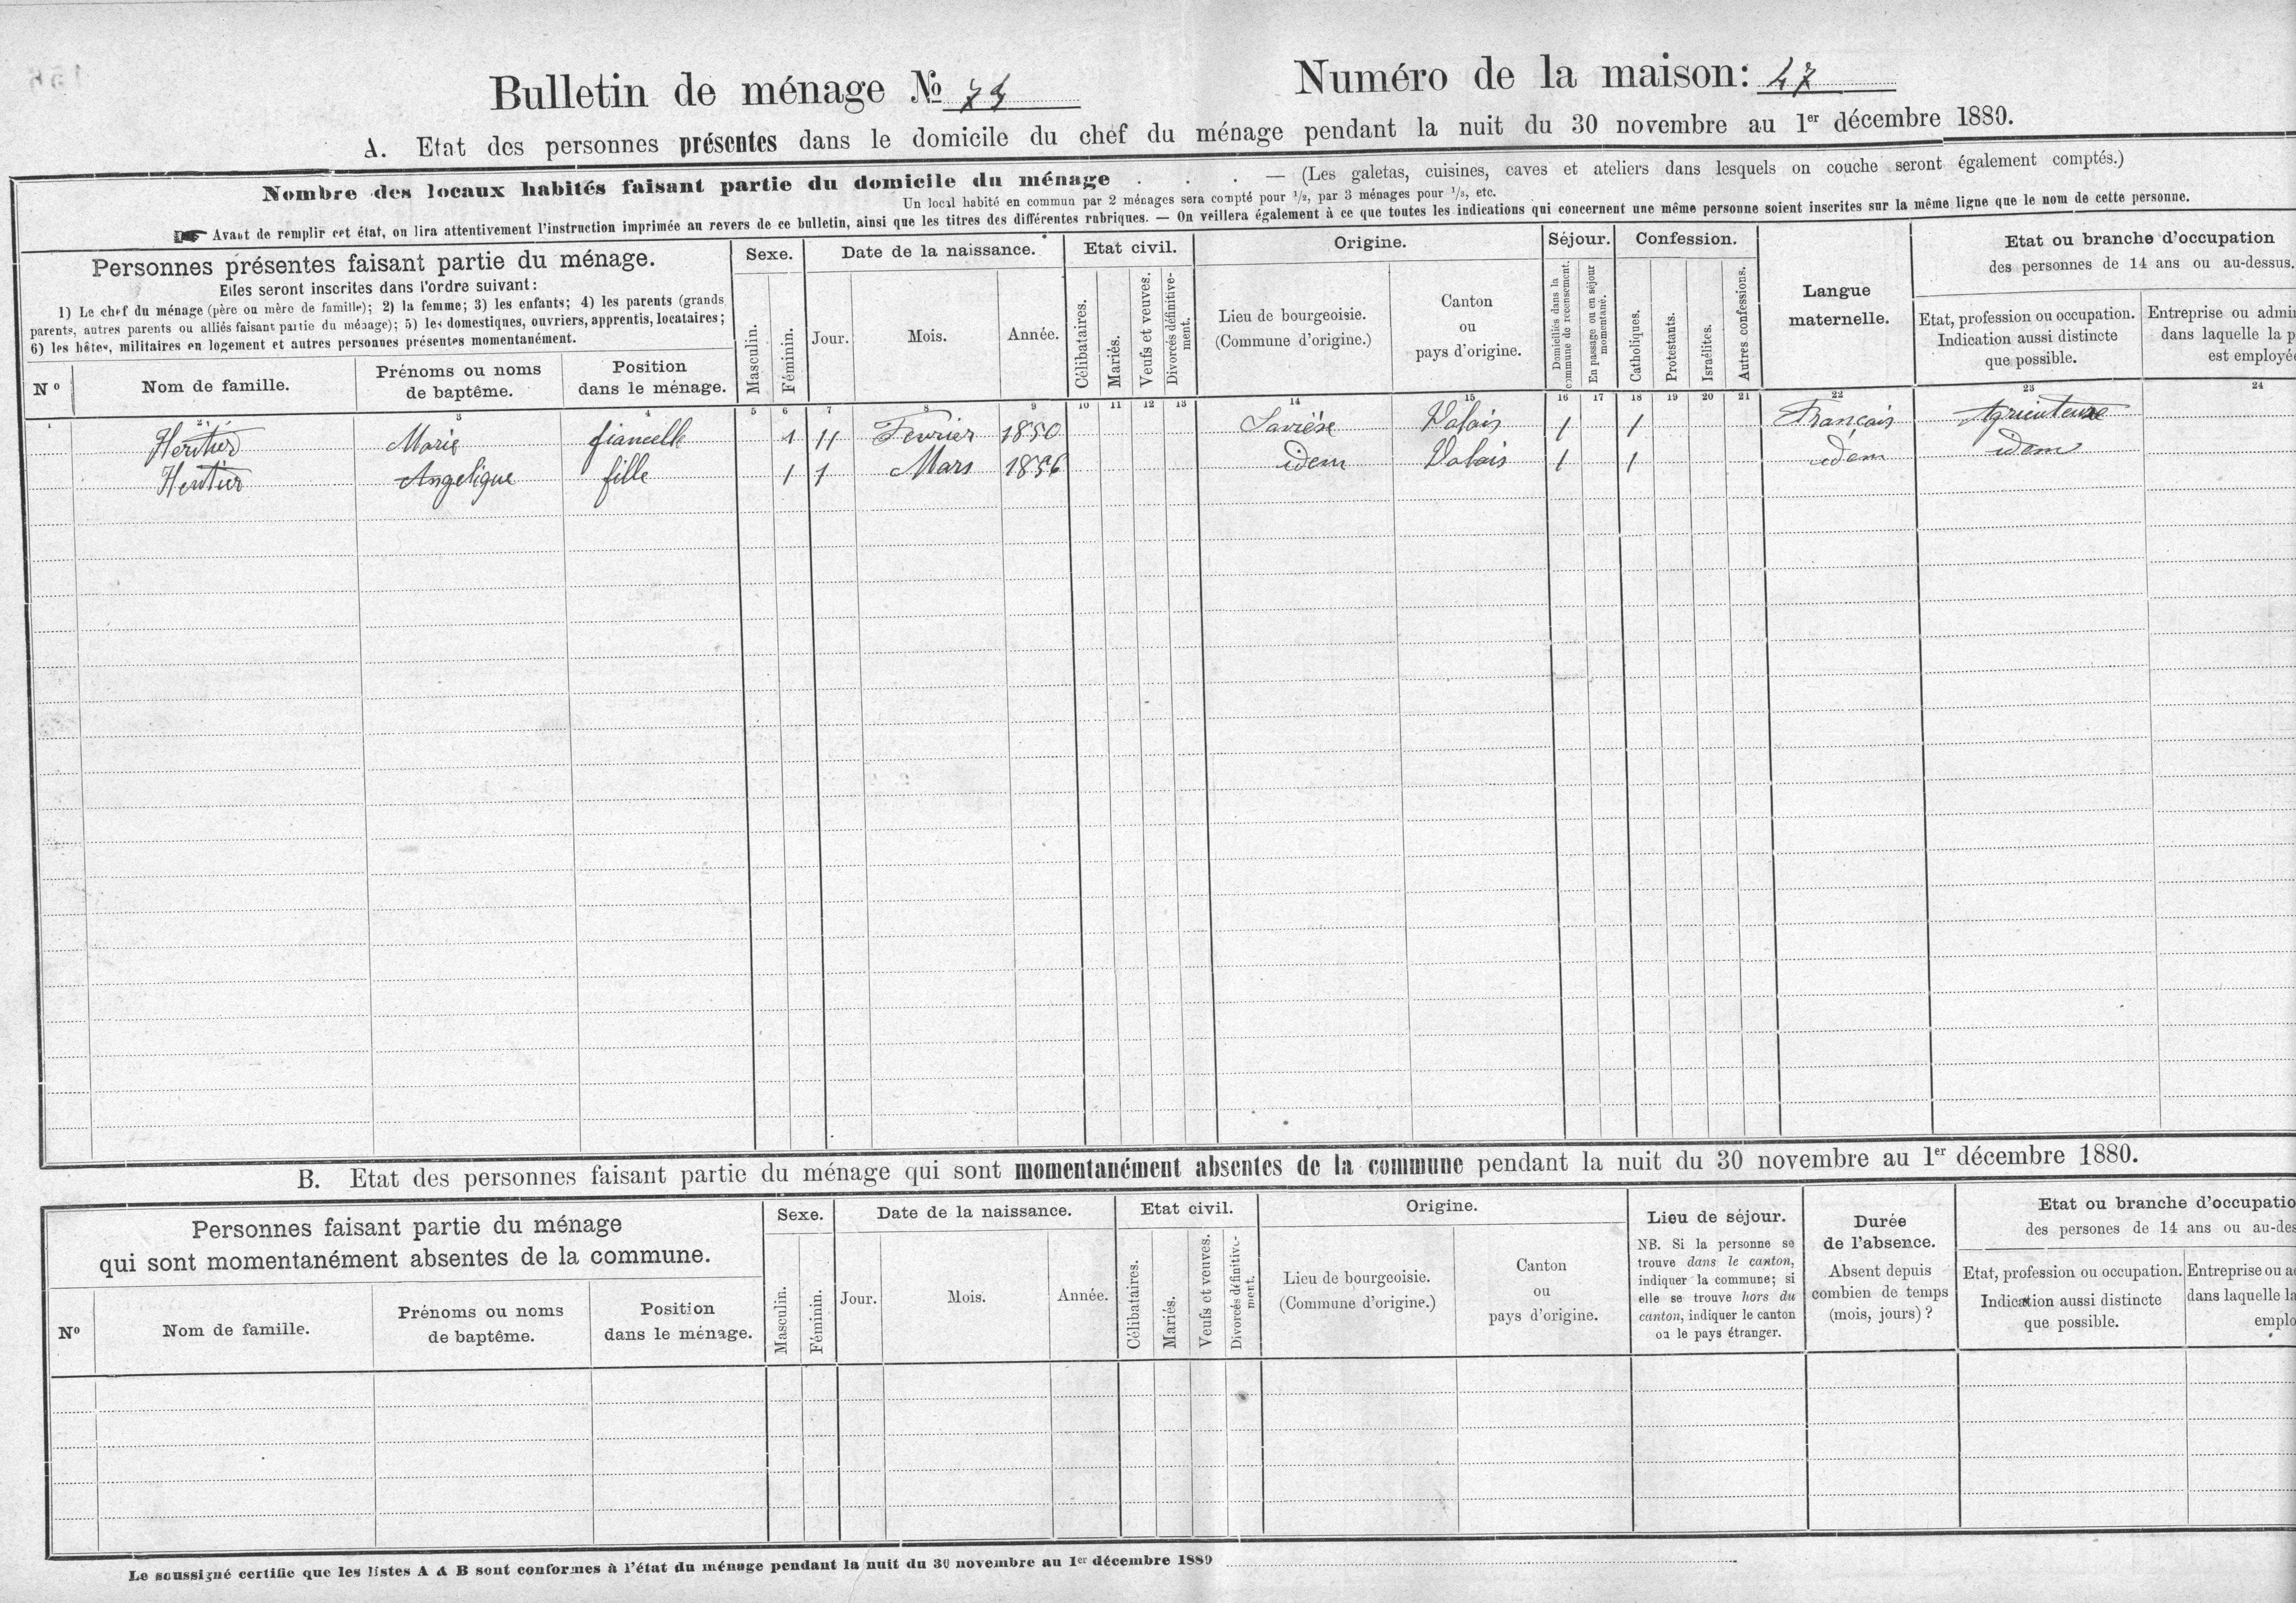 Bulletin de ménage № 73
Numéro de la maison: 47
A. Etat des personnes présentes dans le domicile du chef du ménage pendant la nuit du 30 novembre au 1er décembre 1880.
Nombre des locaux habités faisant partie du domicile du ménage . . . — (Les galetas, cuisines, caves et ateliers dans lesquels on couche seront également comptés.)
Un local habité en commun par 2 ménages sera compté pour 1/2, par 3 ménages pour 1/3, etc.
Avant de remplir cet état, on lira attentivement l'instruction imprimée au revers de ce bulletin, ainsi que les titres des différentes rubriques. — On veillera également à ce que toutes les indications qui concernent une même personne soient inscrites sur la même ligne que le nom de cette personne.
Personnes présentes faisant partie du ménage.
Elles seront inscrites dans l'ordre suivant:
1) Le chef du ménage (père ou mère de famille); 2) la femme; 3) les enfants; 4) les parents (grands
parents, autres parents ou alliés faisant partie du ménage); 5) les domestiques, ouvriers, apprentis, locataires;
6) les hôtes, militaires en logement et autres personnes présentes momentanément.
Nº
Nom de famille.
Prénoms ou noms
de baptême.
Position
dans le ménage.
Sexe.
Masculin.
Féminin.
Date de la naissance.
Jour.
Mois.
Année.
Etat civil.
Célibataires.
Mariés.
Veufs et veuves.
Divorcés définitive-
ment.
Origine.
Lieu de bourgeoisie.
(Commune d'origine.)
Canton
ou
pays d'origine.
Séjour.
Domiciliés dans la
commune de recensement.
En passage ou en séjour
momentané.
Confession.
Catholiques.
Protestants.
Israélites.
Autres confessions.
Langue
maternelle.
Etat ou branche d'occupation
des personnes de 14 ans ou au-dessus.
Etat, profession ou occupation.
Indication aussi distincte
que possible.
Entreprise ou admin
dans laquelle la p
est employé
1 2 3 4 5 6 7 8 9 10 11 12 13 14 15 16 17 18 19 20 21 22 23 24
Heritier Marie fiancelle 1 11 Fevrier 1850 Savièse Valais 1 1 Français Agriculteure
Heritier Angelique fille 1 1 Mars 1856 idem Valais 1 1 idem idem
B. Etat des personnes faisant partie du ménage qui sont momentanément absentes de la commune pendant la nuit du 30 novembre au 1er décembre 1880.
Personnes faisant partie du ménage
qui sont momentanément absentes de la commune.
Nº
Nom de famille.
Prénoms ou noms
de baptême.
Position
dans le ménage.
Sexe.
Masculin.
Féminin.
Date de la naissance.
Jour.
Mois.
Année.
Etat civil.
Célibataires.
Mariés.
Veufs et veuves.
Divorcés définitive-
ment.
Origine.
Lieu de bourgeoisie.
(Commune d'origine.)
Canton
ou
pays d'origine.
Lieu de séjour.
NB. Si la personne se
trouve dans le canton,
indiquer la commune; si
elle se trouve hors du
canton, indiquer le canton
ou le pays étranger.
Durée
de l'absence.
Absent depuis
combien de temps
(mois, jours) ?
Etat ou branche d'occupatio
des persones de 14 ans ou au-des
Etat, profession ou occupation.
Indication aussi distincte
que possible.
Entreprise ou a
dans laquelle la
emplo
Le soussigné certifie que les listes A & B sont conformes à l'état du ménage pendant la nuit du 30 novembre au 1er décembre 1880